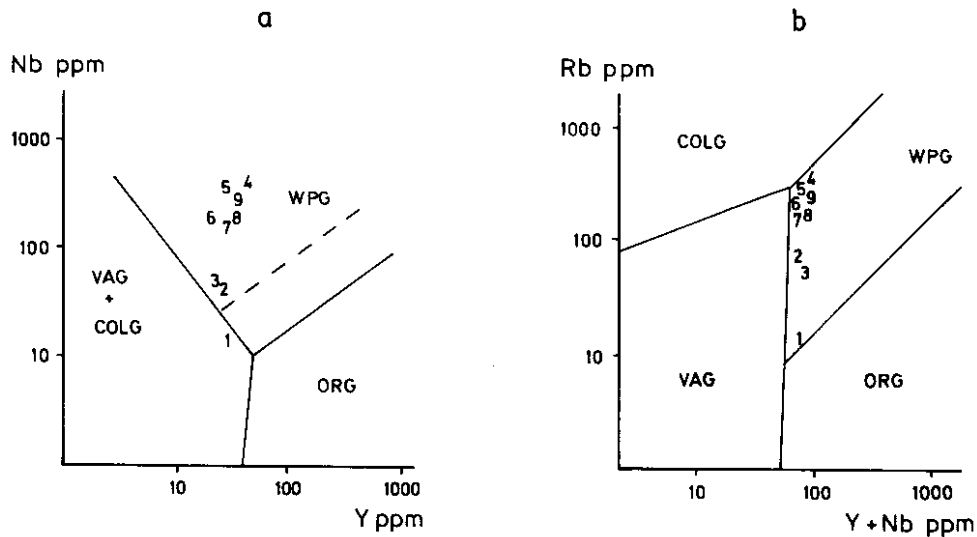 a
Nb ppm
1000
100
10
5 4
9
6 7 8
WPG
3 2
1
VAG
+
COLG
ORG
10 100 1000
Y ppm
b
Rb ppm
1000
100
10
COLG
WPG
4
5
6 9
7 8
2
3
1
VAG
ORG
10 100 1000
Y + Nb ppm